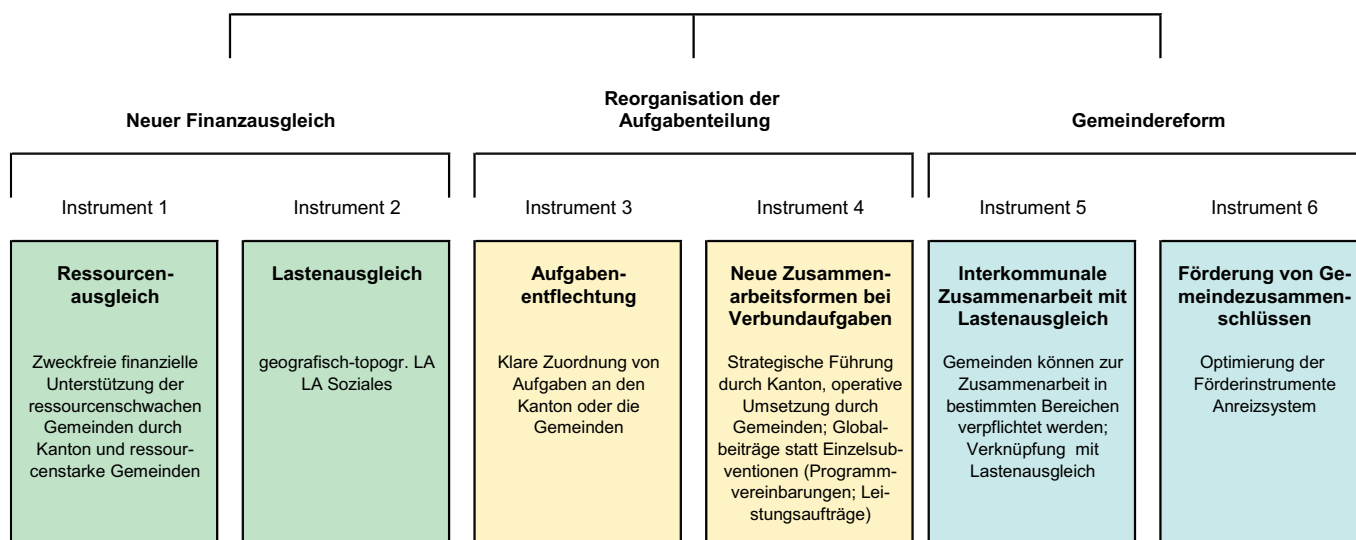 Neuer Finanzausgleich
Reorganisation der
Aufgabenteilung
Gemeindereform
Instrument 1
Instrument 2
Instrument 3
Instrument 4
Instrument 5
Instrument 6
Ressourcen-
ausgleich
Zweckfreie finanzielle
Unterstützung der
ressourcenschwachen
Gemeinden durch
Kanton und ressour-
censtarke Gemeinden
Lastenausgleich
geografisch-topogr. LA
LA Soziales
Aufgaben-
entflechtung
Klare Zuordnung von
Aufgaben an den
Kanton oder die
Gemeinden
Neue Zusammen-
arbeitsformen bei
Verbundaufgaben
Strategische Führung
durch Kanton, operative
Umsetzung durch
Gemeinden; Global-
beiträge statt Einzelsub-
ventionen (Programm-
vereinbarungen; Lei-
stungsaufträge)
Interkommunale
Zusammenarbeit mit
Lastenausgleich
Gemeinden können zur
Zusammenarbeit in
bestimmten Bereichen
verpflichtet werden;
Verknüpfung mit
Lastenausgleich
Förderung von Ge-
meindezusammen-
schlüssen
Optimierung der
Förderinstrumente
Anreizsystem